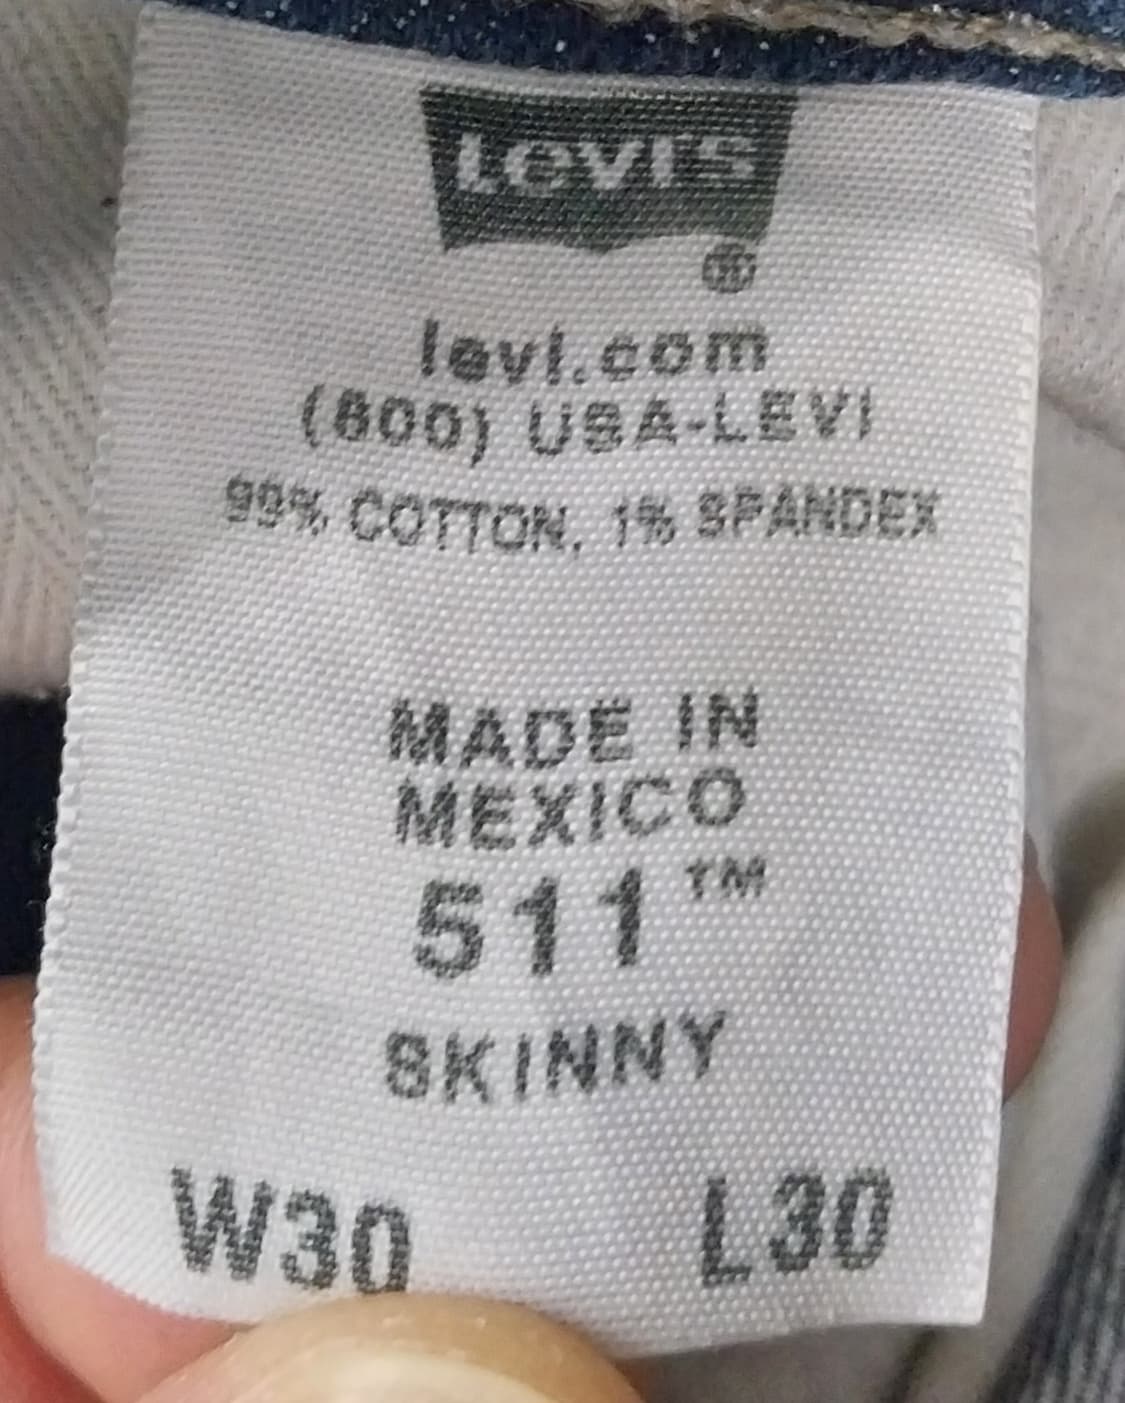 Levi's
®
levi.com
(800) USA-LEVI
99% COTTON, 1% SPANDEX
MADE IN
MEXICO
511™
SKINNY
W30 L30